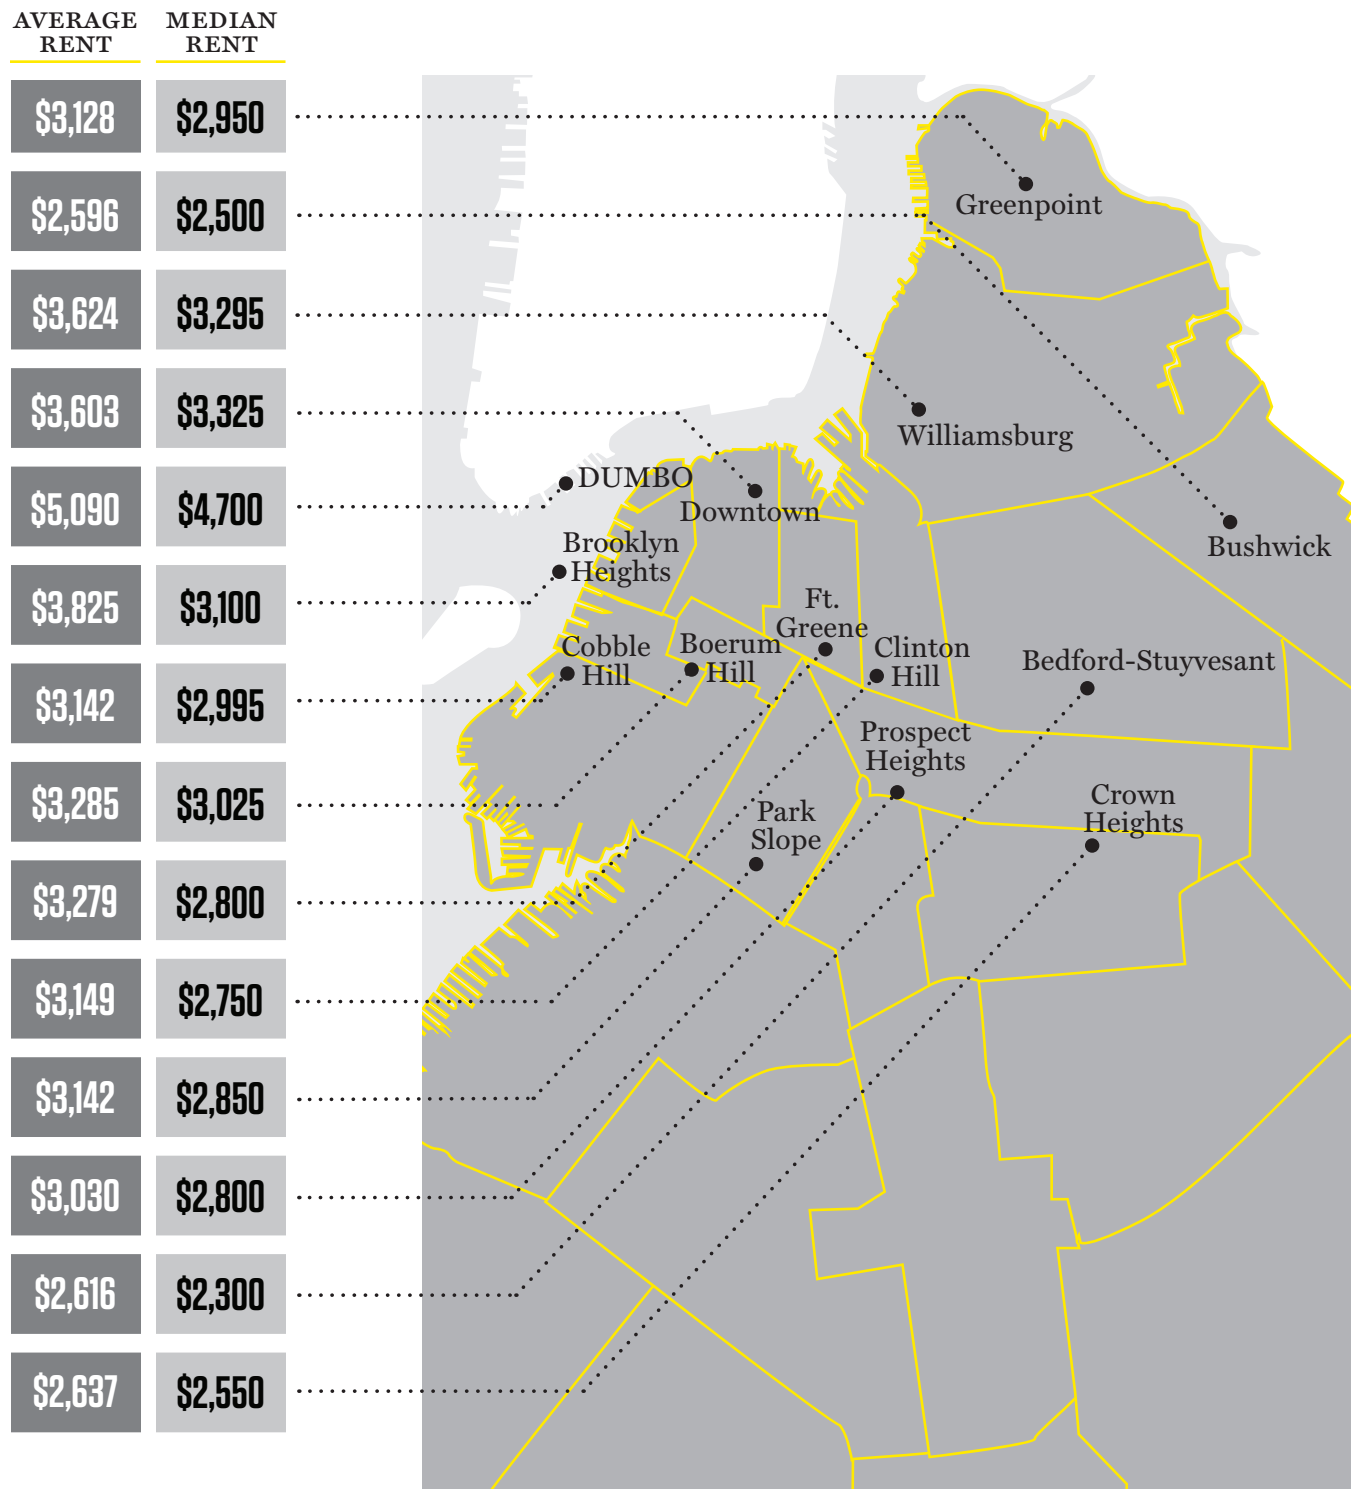 AVERAGE
RENT
MEDIAN
RENT
$3,128 $2,950
$2,596 $2,500
$3,624 $3,295
$3,603 $3,325
$5,090 $4,700
$3,825 $3,100
$3,142 $2,995
$3,285 $3,025
$3,279 $2,800
$3,149 $2,750
$3,142 $2,850
$3,030 $2,800
$2,616 $2,300
$2,637 $2,550
Greenpoint
Williamsburg
DUMBO
Downtown
Bushwick
Brooklyn
Heights
Ft.
Greene
Cobble
Hill
Boerum
Hill
Clinton
Hill
Bedford-Stuyvesant
Prospect
Heights
Park
Slope
Crown
Heights